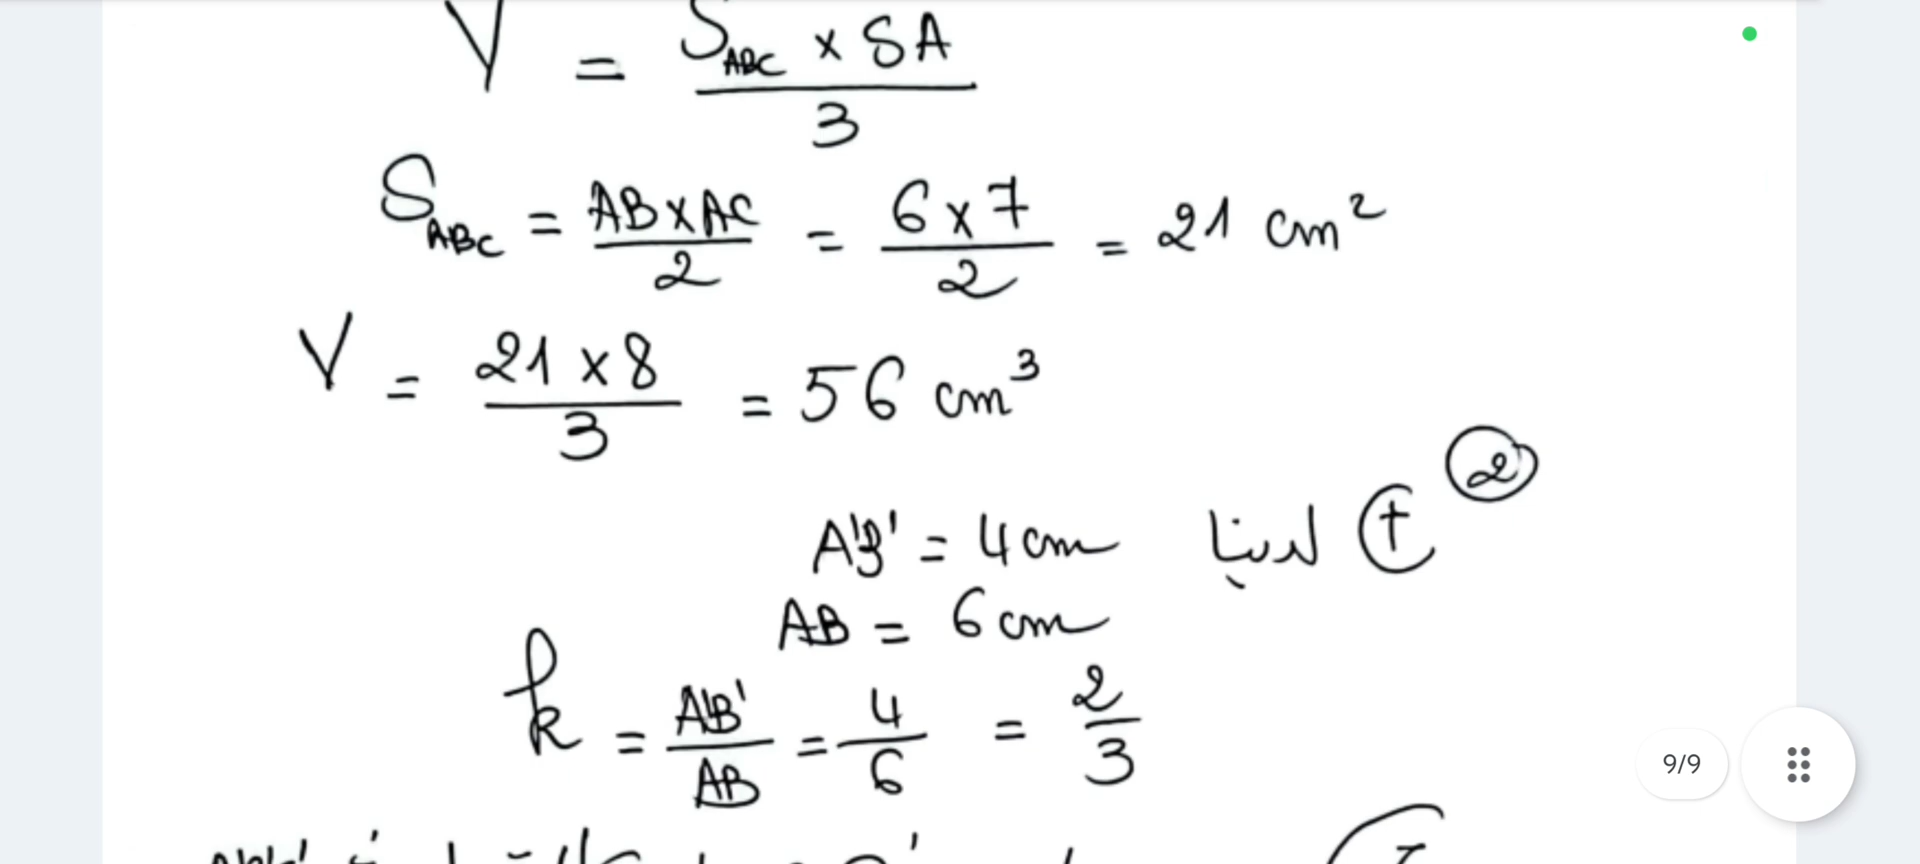 V = S_ABC × SA / 3
S_ABC = AB×AC / 2 = 6×7 / 2 = 21 cm²
V = 21×8 / 3 = 56 cm³
②
A'B' = 4 cm لدينا
AB = 6 cm
k = A'B' / AB = 4 / 6 = 2 / 3
9/9